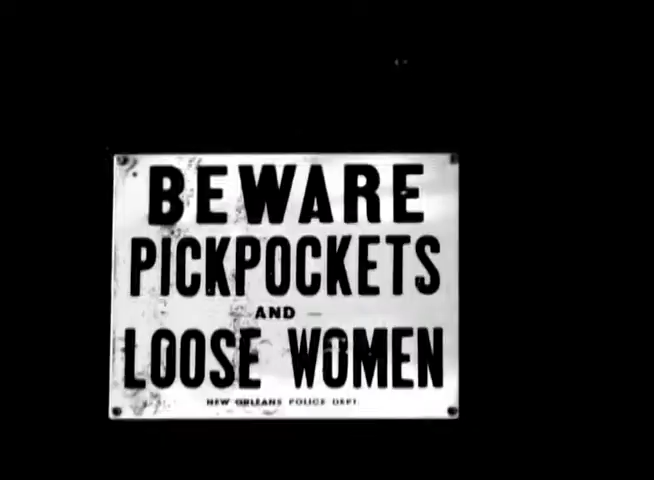 BEWARE
PICKPOCKETS
AND
LOOSE WOMEN
NEW ORLEANS POLICE DEPT.